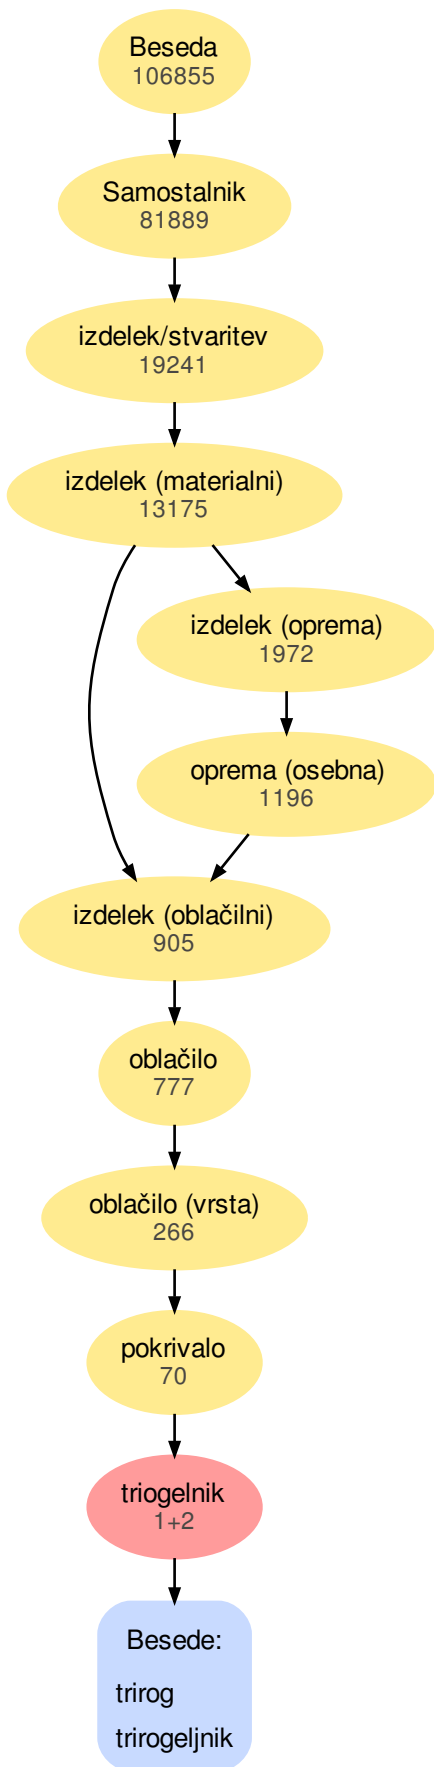 Beseda
106855
Samostalnik
81889
izdelek/stvaritev
19241
izdelek (materialni)
13175
izdelek (oprema)
1972
oprema (osebna)
1196
izdelek (oblačilni)
905
oblačilo
777
oblačilo (vrsta)
266
pokrivalo
70
triogelnik
1+2
Besede:
trirog
trirogeljnik